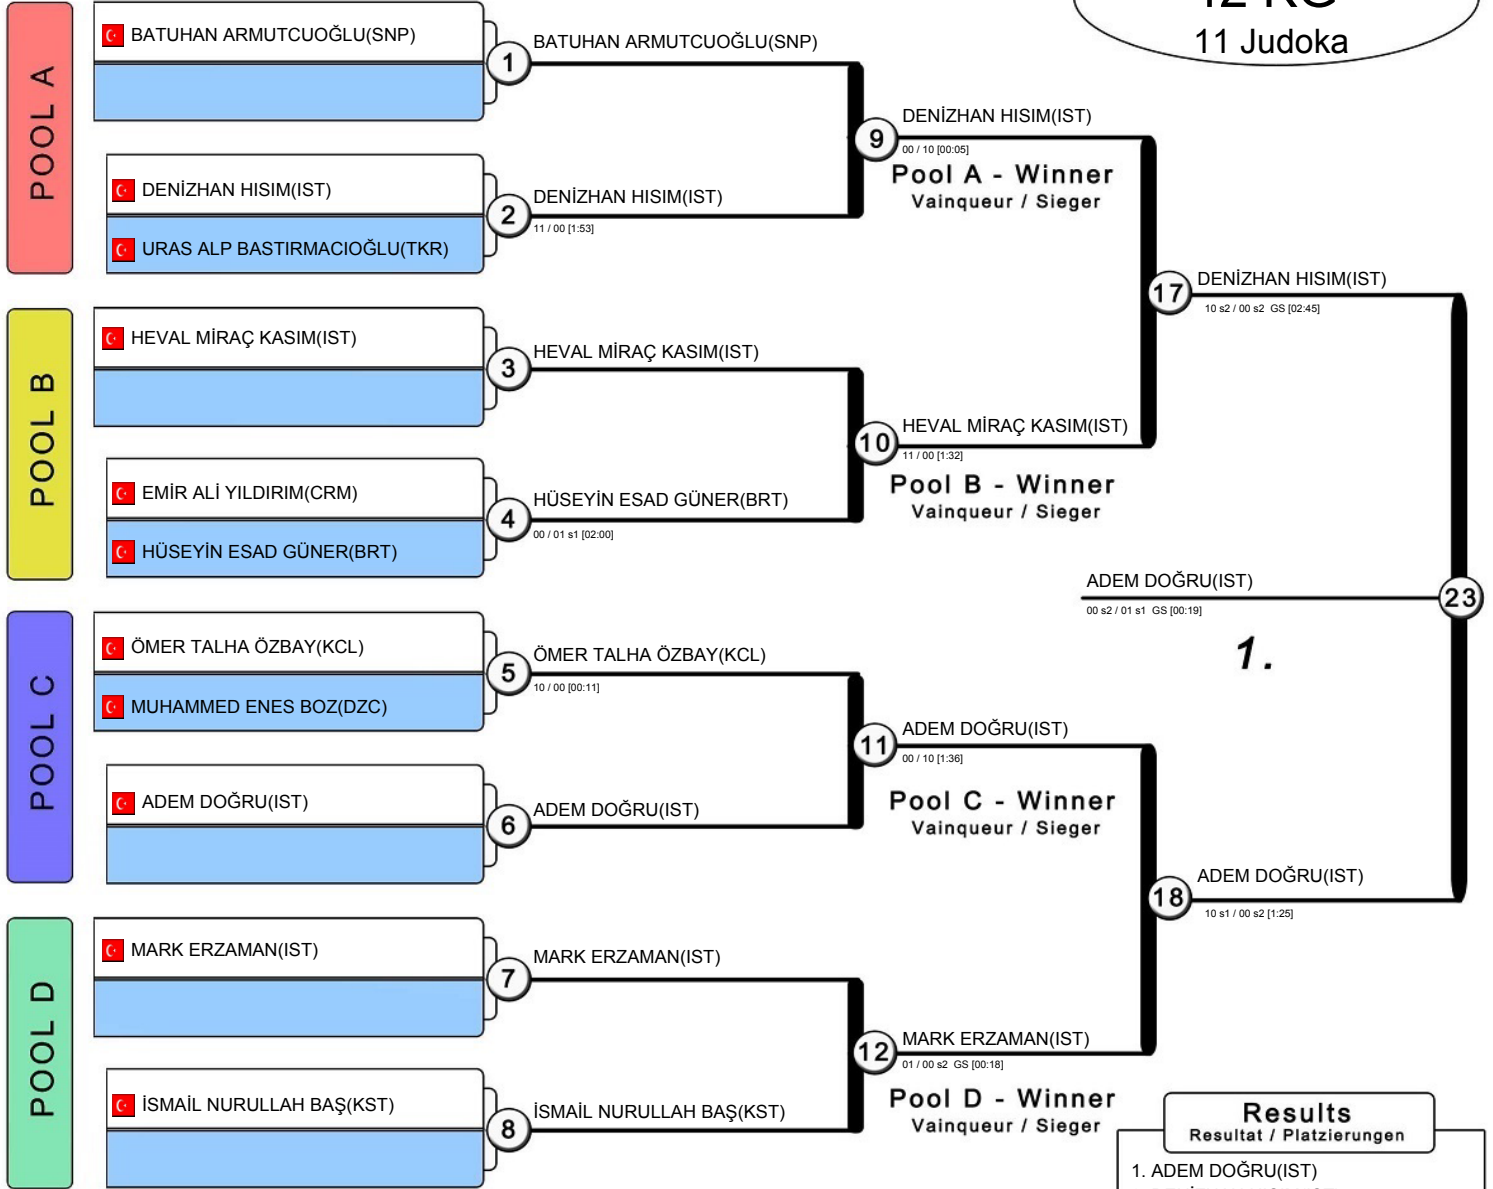 42 KG
11 Judoka
POOL A
BATUHAN ARMUTCUOĞLU(SNP)
1
BATUHAN ARMUTCUOĞLU(SNP)
DENİZHAN HISIM(IST)
URAS ALP BASTIRMACIOĞLU(TKR)
2
DENİZHAN HISIM(IST)
11 / 00 [1:53]
9
DENİZHAN HISIM(IST)
00 / 10 [00:05]
Pool A - Winner
Vainqueur / Sieger
POOL B
HEVAL MİRAÇ KASIM(IST)
3
HEVAL MİRAÇ KASIM(IST)
EMİR ALİ YILDIRIM(CRM)
HÜSEYİN ESAD GÜNER(BRT)
4
HÜSEYİN ESAD GÜNER(BRT)
00 / 01 s1 [02:00]
10
HEVAL MİRAÇ KASIM(IST)
11 / 00 [1:32]
Pool B - Winner
Vainqueur / Sieger
17
DENİZHAN HISIM(IST)
10 s2 / 00 s2 GS [02:45]
POOL C
ÖMER TALHA ÖZBAY(KCL)
MUHAMMED ENES BOZ(DZC)
5
ÖMER TALHA ÖZBAY(KCL)
10 / 00 [00:11]
ADEM DOĞRU(IST)
6
ADEM DOĞRU(IST)
11
ADEM DOĞRU(IST)
00 / 10 [1:36]
Pool C - Winner
Vainqueur / Sieger
POOL D
MARK ERZAMAN(IST)
7
MARK ERZAMAN(IST)
İSMAİL NURULLAH BAŞ(KST)
8
İSMAİL NURULLAH BAŞ(KST)
12
MARK ERZAMAN(IST)
01 / 00 s2 GS [00:18]
Pool D - Winner
Vainqueur / Sieger
18
ADEM DOĞRU(IST)
10 s1 / 00 s2 [1:25]
23
ADEM DOĞRU(IST)
00 s2 / 01 s1 GS [00:19]
1.
Results
Resultat / Platzierungen
1. ADEM DOĞRU(IST)